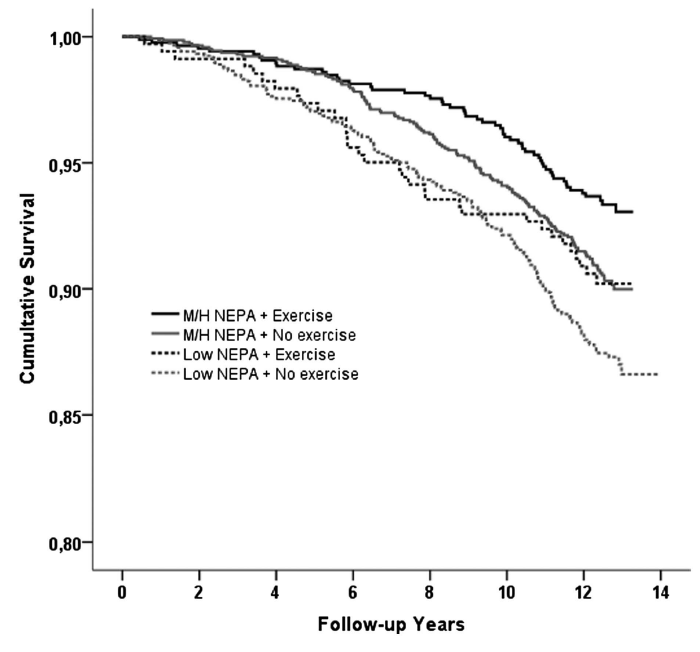 1,00
0,95
0,90
0,85
0,80
Cumultative Survival
M/H NEPA + Exercise
M/H NEPA + No exercise
Low NEPA + Exercise
Low NEPA + No exercise
0 2 4 6 8 10 12 14
Follow-up Years